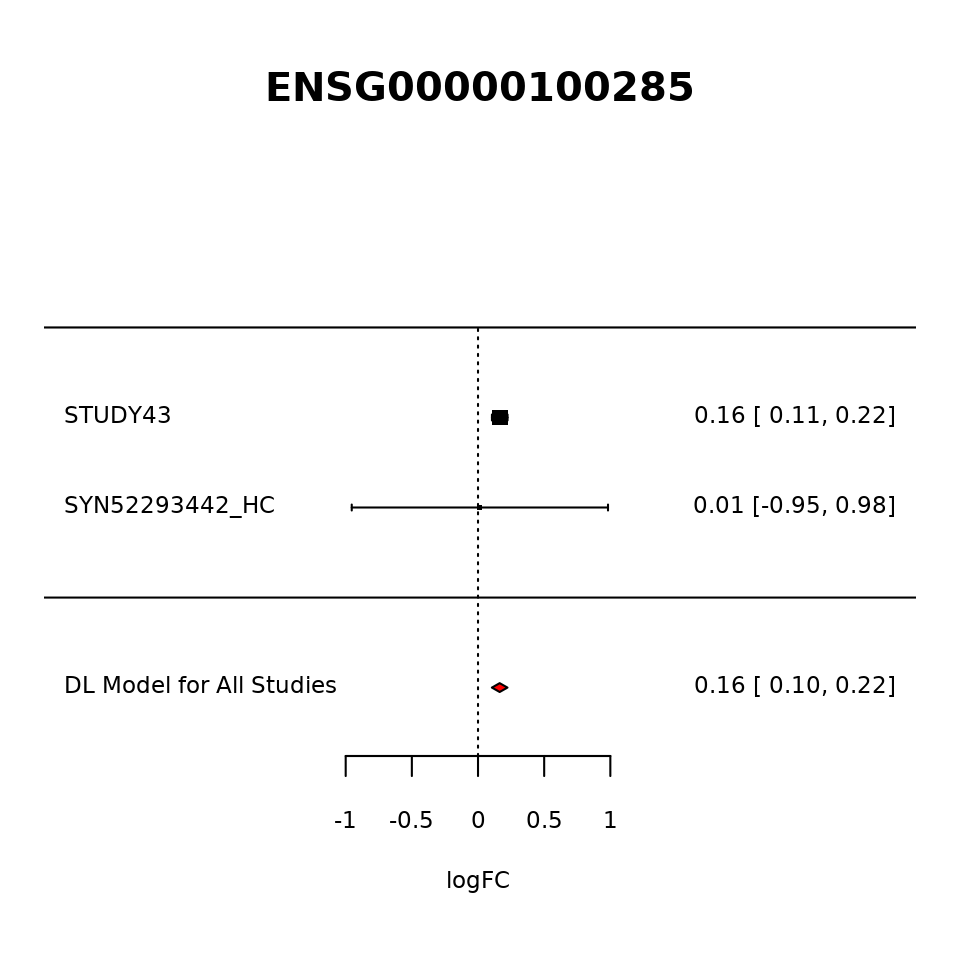 ENSG00000100285
STUDY43 0.16 [ 0.11, 0.22]
SYN52293442_HC 0.01 [-0.95, 0.98]
DL Model for All Studies 0.16 [ 0.10, 0.22]
-1 -0.5 0 0.5 1
logFC